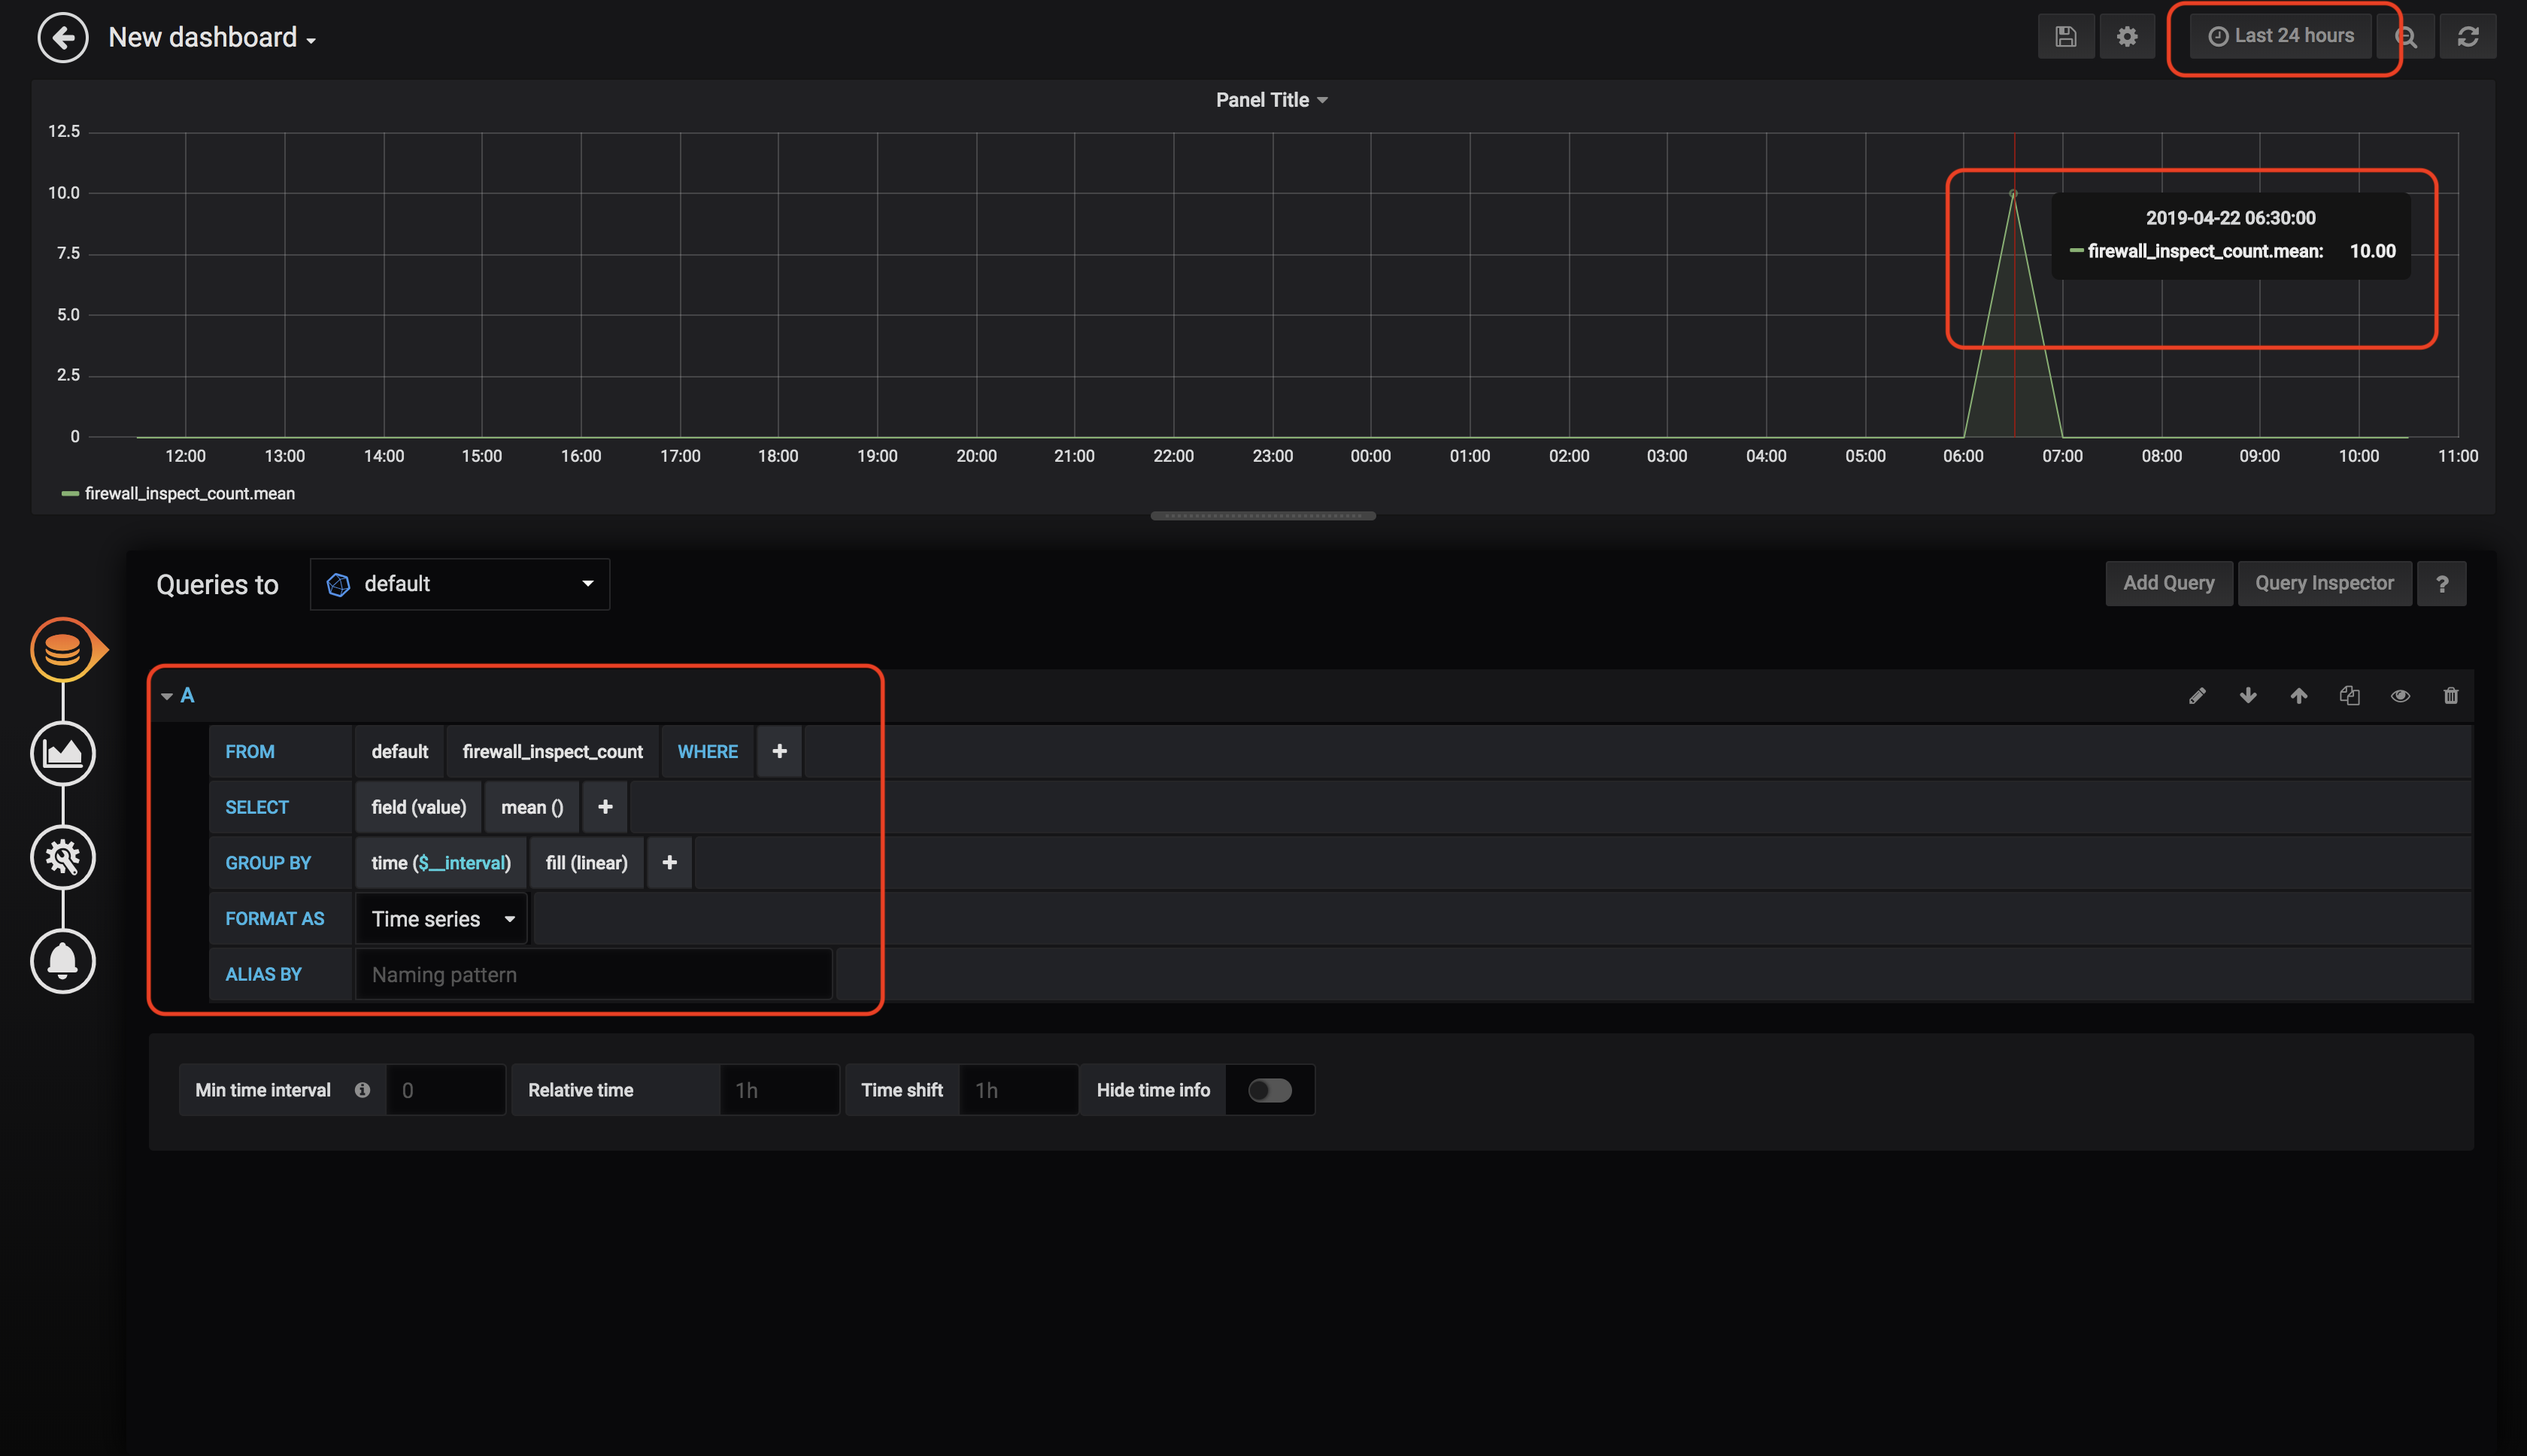 New dashboard
Last 24 hours
Panel Title
12.5
10.0
7.5
5.0
2.5
0
2019-04-22 06:30:00
firewall_inspect_count.mean: 10.00
12:00 13:00 14:00 15:00 16:00 17:00 18:00 19:00 20:00 21:00 22:00 23:00 00:00 01:00 02:00 03:00 04:00 05:00 06:00 07:00 08:00 09:00 10:00 11:00
firewall_inspect_count.mean
Queries to default Add Query Query Inspector ?
A
FROM default firewall_inspect_count WHERE +
SELECT field (value) mean () +
GROUP BY time ($__interval) fill (linear) +
FORMAT AS Time series
ALIAS BY Naming pattern
Min time interval 0 Relative time 1h Time shift 1h Hide time info